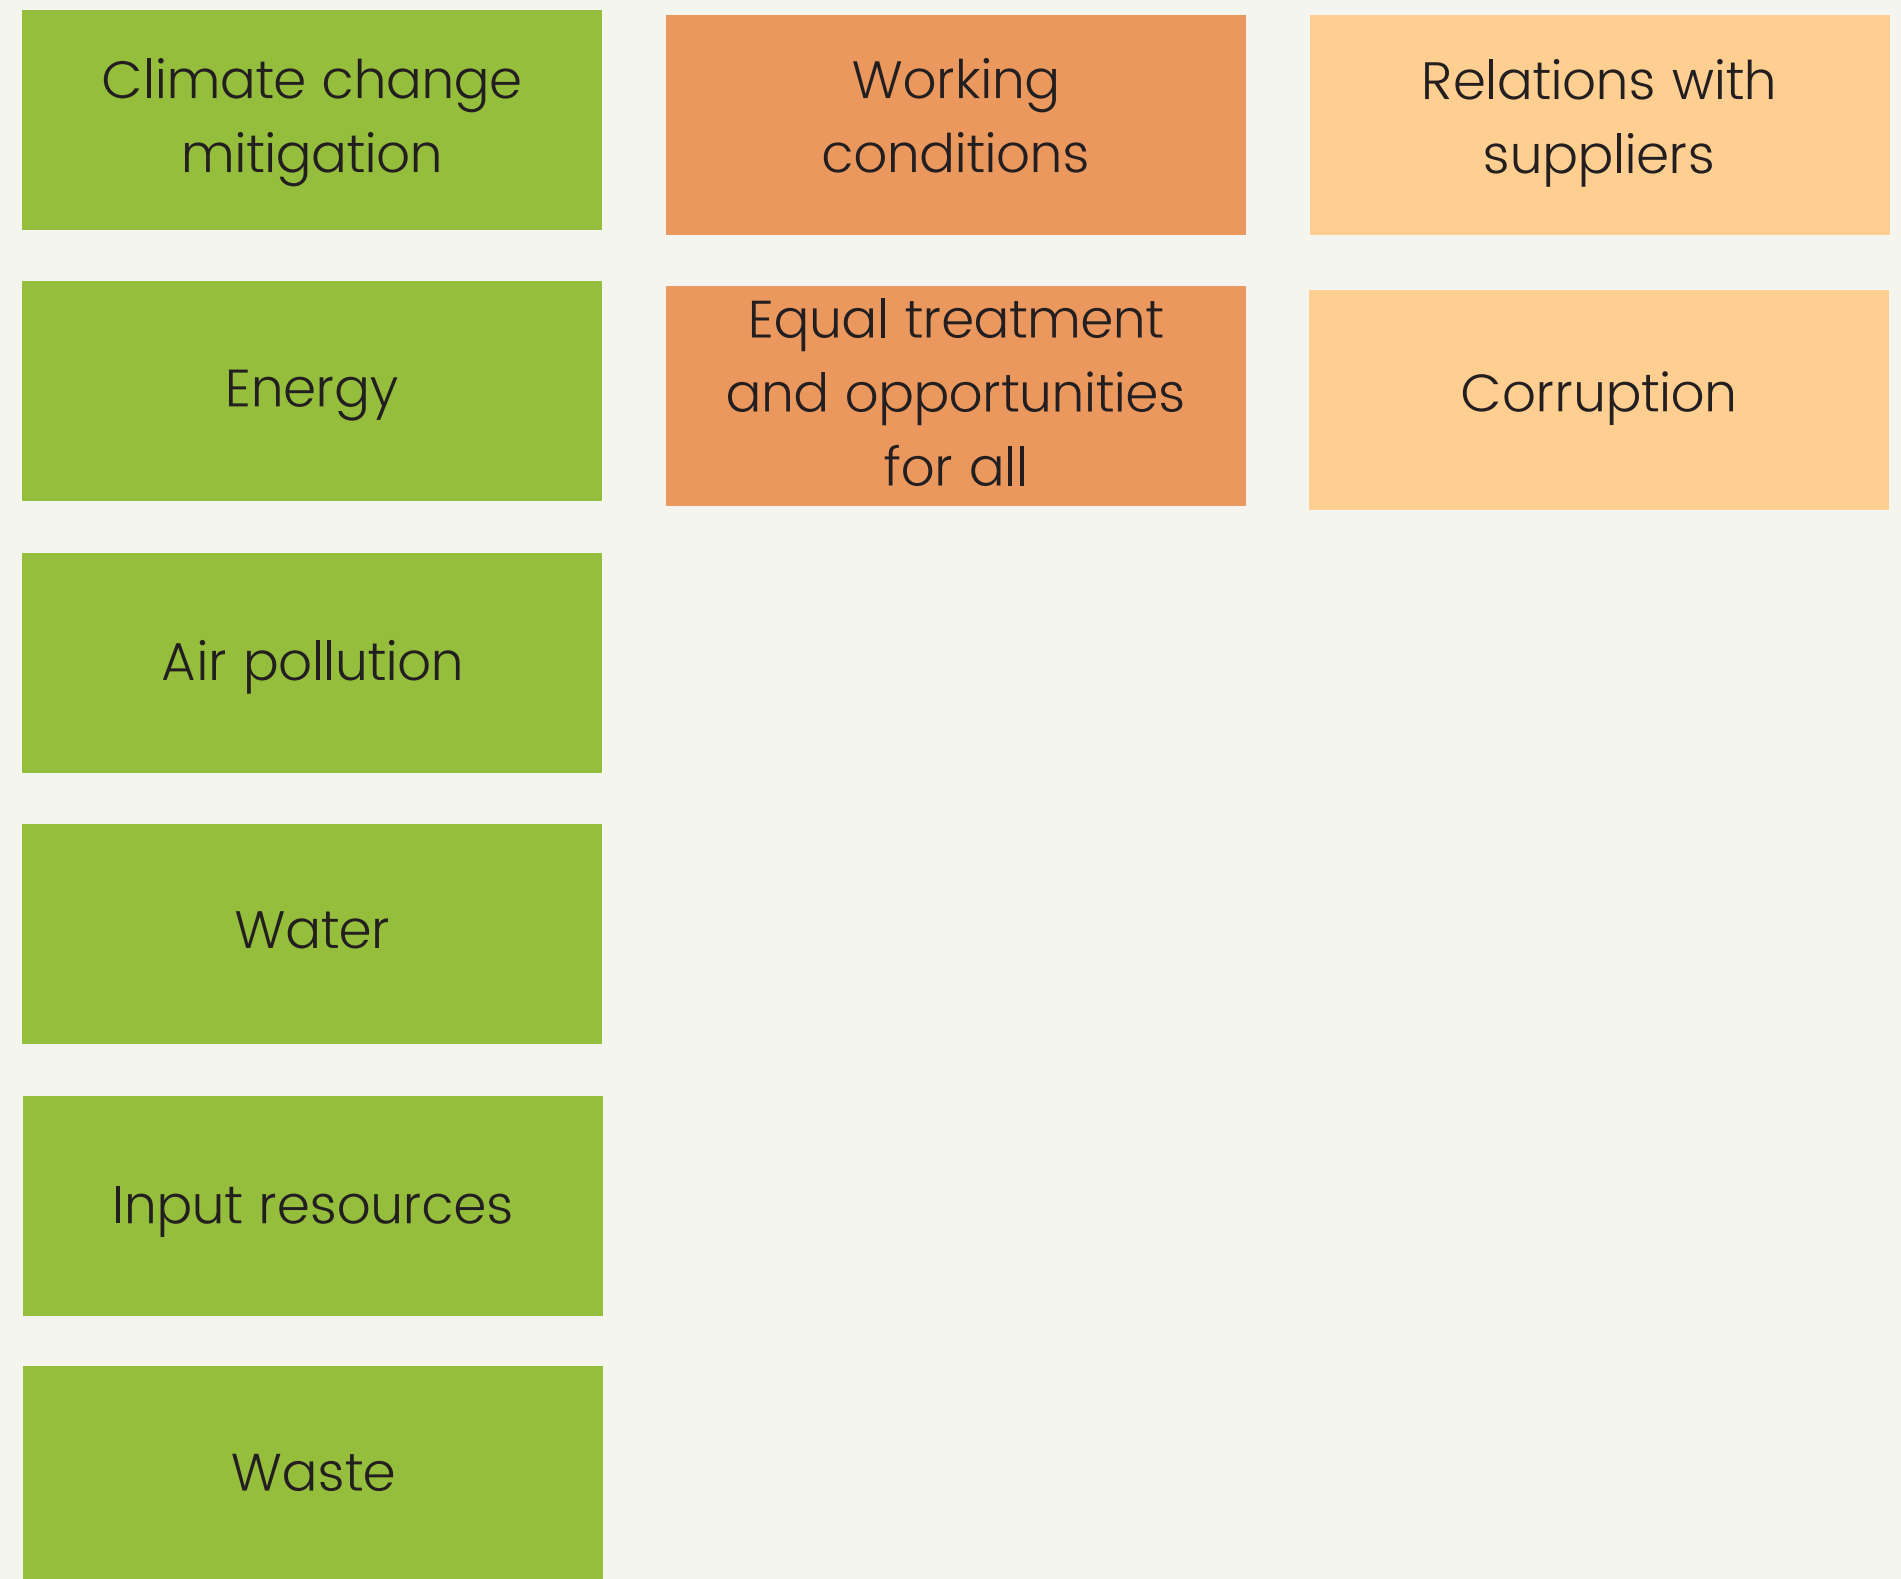 Climate change
mitigation
Working
conditions
Relations with
suppliers
Energy
Equal treatment
and opportunities
for all
Corruption
Air pollution
Water
Input resources
Waste